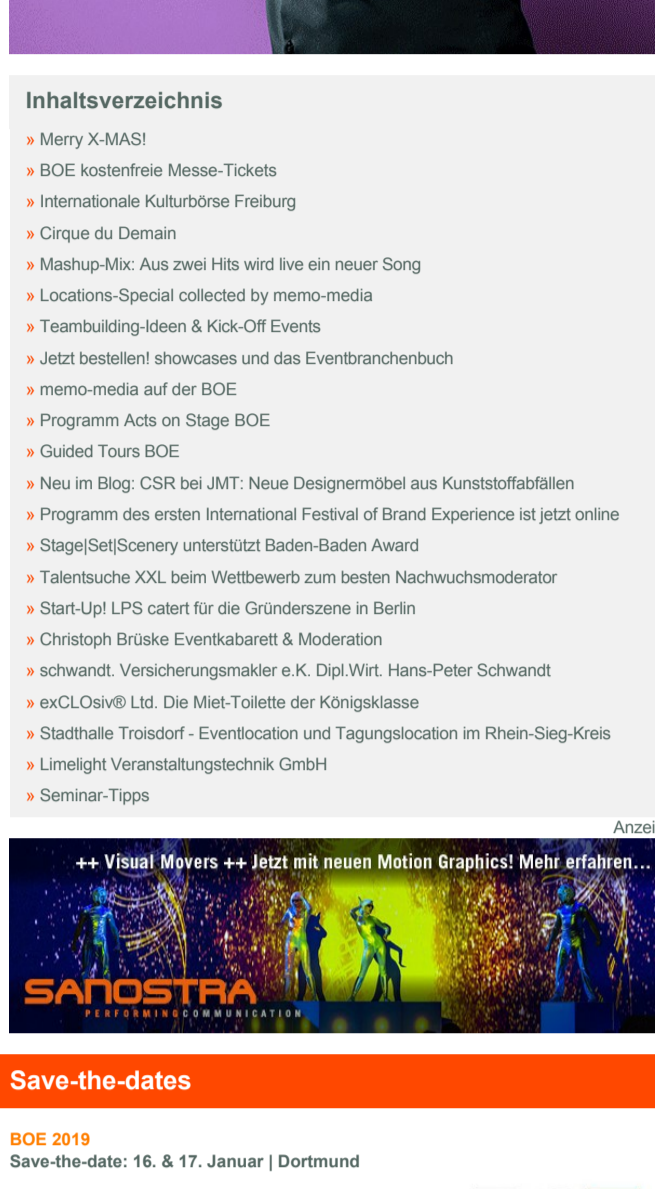 Inhaltsverzeichnis
» Merry X-MAS!
» BOE kostenfreie Messe-Tickets
» Internationale Kulturbörse Freiburg
» Cirque du Demain
» Mashup-Mix: Aus zwei Hits wird live ein neuer Song
» Locations-Special collected by memo-media
» Teambuilding-Ideen & Kick-Off Events
» Jetzt bestellen! showcases und das Eventbranchenbuch
» memo-media auf der BOE
» Programm Acts on Stage BOE
» Guided Tours BOE
» Neu im Blog: CSR bei JMT: Neue Designermöbel aus Kunststoffabfällen
» Programm des ersten International Festival of Brand Experience ist jetzt online
» Stage|Set|Scenery unterstützt Baden-Baden Award
» Talentsuche XXL beim Wettbewerb zum besten Nachwuchsmoderator
» Start-Up! LPS catert für die Gründerszene in Berlin
» Christoph Brüske Eventkabarett & Moderation
» schwandt. Versicherungsmakler e.K. Dipl.Wirt. Hans-Peter Schwandt
» exCLOsiv® Ltd. Die Miet-Toilette der Königsklasse
» Stadthalle Troisdorf - Eventlocation und Tagungslocation im Rhein-Sieg-Kreis
» Limelight Veranstaltungstechnik GmbH
» Seminar-Tipps
Anzei
++ Visual Movers ++ Jetzt mit neuen Motion Graphics! Mehr erfahren...
SANOSTRA
PERFORMING COMMUNICATION
Save-the-dates
BOE 2019
Save-the-date: 16. & 17. Januar | Dortmund